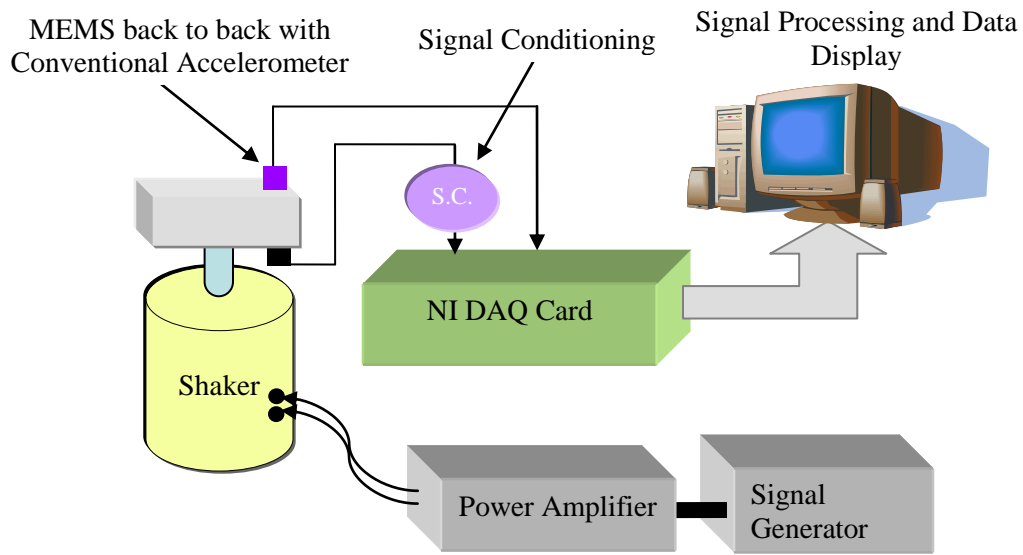 MEMS back to back with
Conventional Accelerometer
Signal Conditioning
Signal Processing and Data
Display
S.C.
NI DAQ Card
Shaker
Power Amplifier
Signal
Generator